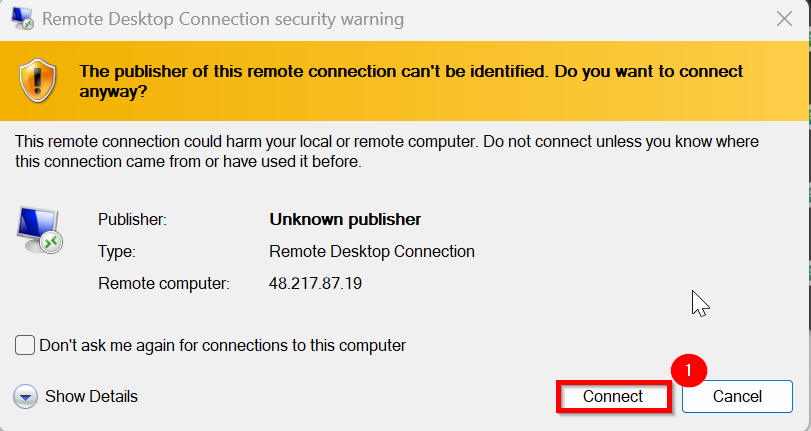 Remote Desktop Connection security warning
The publisher of this remote connection can't be identified. Do you want to connect
anyway?
This remote connection could harm your local or remote computer. Do not connect unless you know where
this connection came from or have used it before.
Publisher: Unknown publisher
Type: Remote Desktop Connection
Remote computer: 48.217.87.19
Don't ask me again for connections to this computer
1
Show Details Connect Cancel